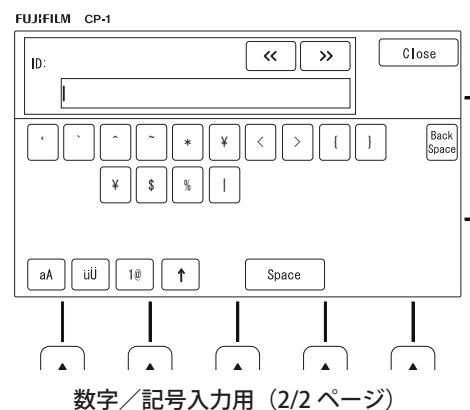 FUJIFILM CP-1
ID:
<< >>
Close
‘ ` ^ ~ * ¥ < > { }
Back
Space
¥ $ % |
aA üÜ 1@ ↑ Space
▲ ▲ ▲ ▲ ▲
数字／記号入力用（2/2 ページ）